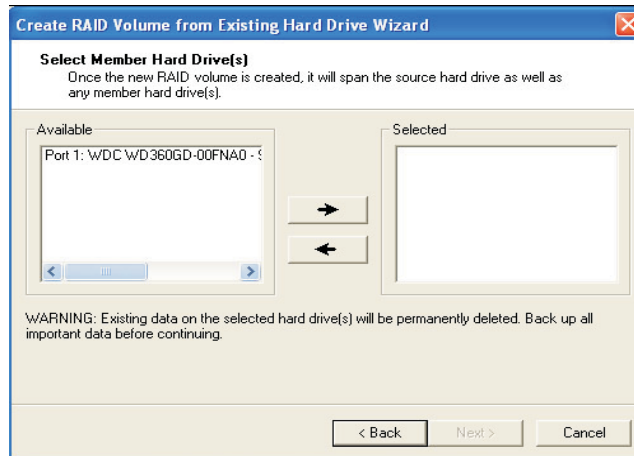 Create RAID Volume from Existing Hard Drive Wizard
Select Member Hard Drive(s)
Once the new RAID volume is created, it will span the source hard drive as well as
any member hard drive(s).
Available
Selected
Port 1: WDC WD360GD-00FNA0 - S
WARNING: Existing data on the selected hard drive(s) will be permanently deleted. Back up all
important data before continuing.
< Back
Next >
Cancel